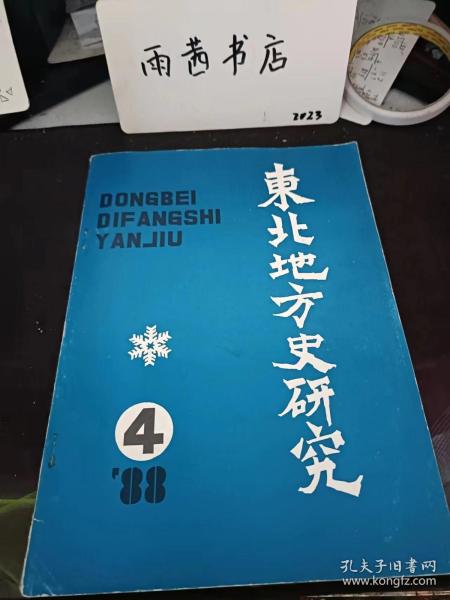 雨茜书店
2023
DONGBEI
DIFANGSHI
YANJIU
東北地方史研究
4
'88
孔夫子旧书网
www.kongfz.com